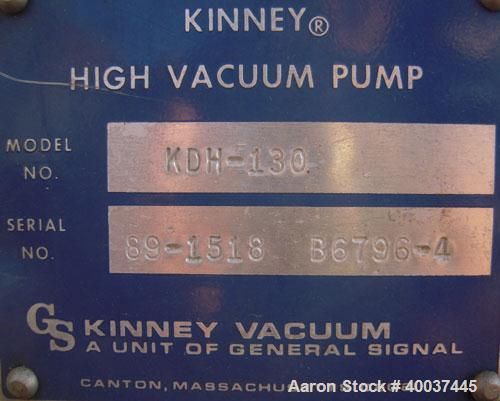 KINNEY®
HIGH VACUUM PUMP
MODEL NO. KDH-130
SERIAL NO. 89-1518 B6796-4
GS KINNEY VACUUM
A UNIT OF GENERAL SIGNAL
CANTON,
Aaron Stock # 40037445